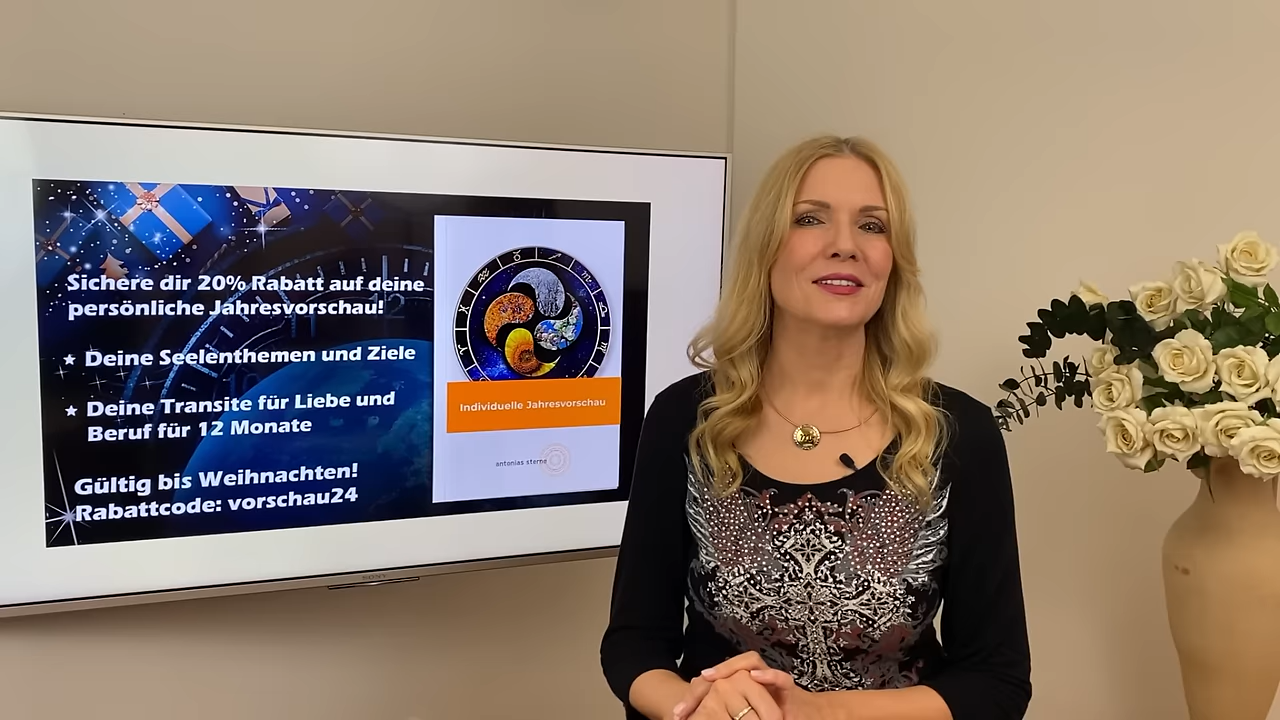 Sichere dir 20% Rabatt auf deine
persönliche Jahresvorschau!
★ Deine Seelenthemen und Ziele
★ Deine Transite für Liebe und
Beruf für 12 Monate
Gültig bis Weihnachten!
Rabattcode: vorschau24
Individuelle Jahresvorschau
antonias sterne
SONY